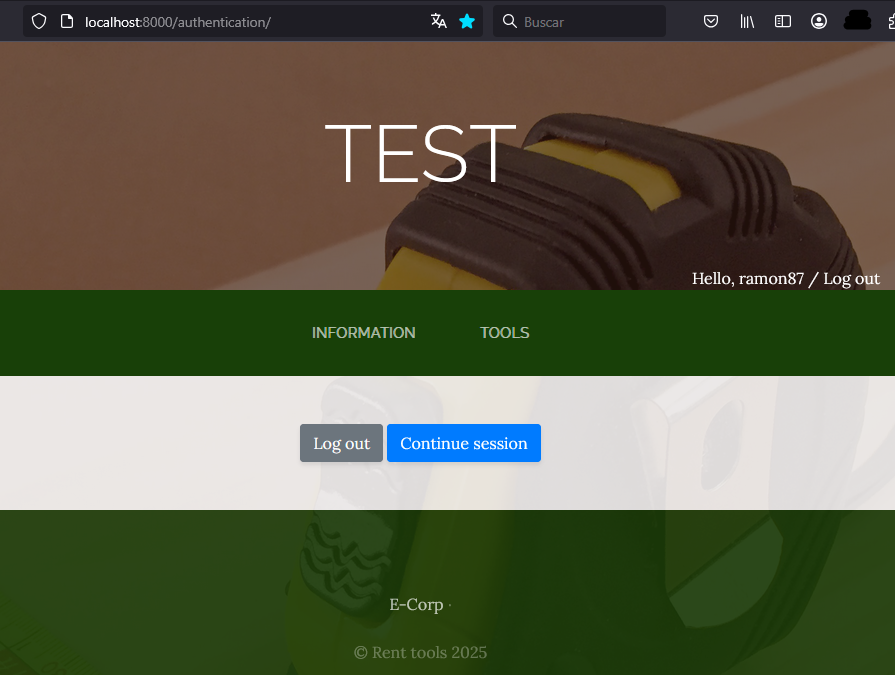 localhost:8000/authentication/
Buscar
TEST
Hello, ramon87 / Log out
INFORMATION TOOLS
Log out Continue session
E-Corp ·
© Rent tools 2025